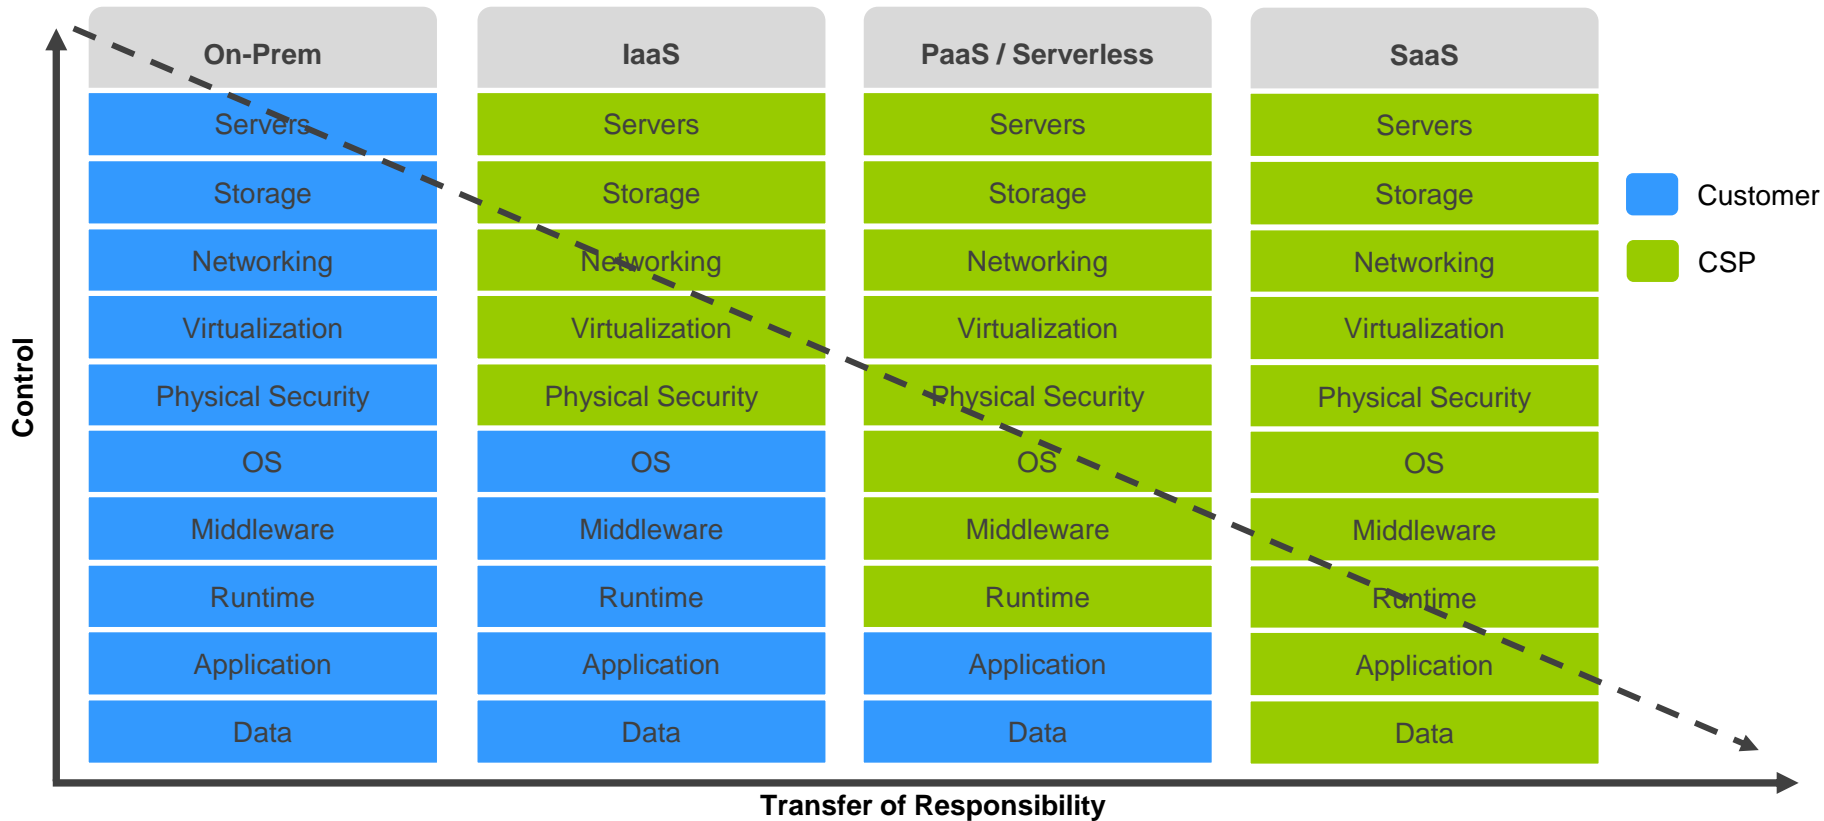 On-Prem
IaaS
PaaS / Serverless
SaaS
Servers
Servers
Servers
Servers
Storage
Storage
Storage
Storage
Networking
Networking
Networking
Networking
Virtualization
Virtualization
Virtualization
Virtualization
Physical Security
Physical Security
Physical Security
Physical Security
OS
OS
OS
OS
Middleware
Middleware
Middleware
Middleware
Runtime
Runtime
Runtime
Runtime
Application
Application
Application
Application
Data
Data
Data
Data
Customer
CSP
Control
Transfer of Responsibility